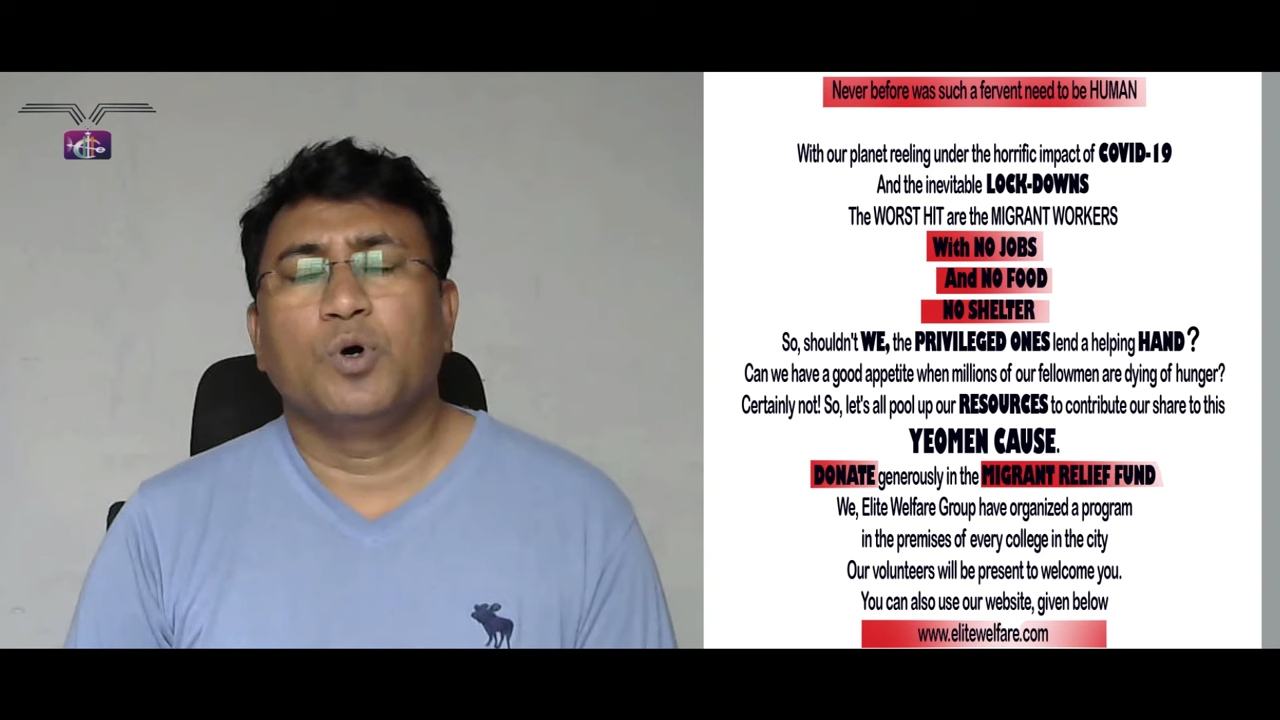 Never before was such a fervent need to be HUMAN
With our planet reeling under the horrific impact of COVID-19
And the inevitable LOCK-DOWNS
The WORST HIT are the MIGRANT WORKERS
With NO JOBS
And NO FOOD
NO SHELTER
So, shouldn't WE, the PRIVILEGED ONES lend a helping HAND?
Can we have a good appetite when millions of our fellowmen are dying of hunger?
Certainly not! So, let's all pool up our RESOURCES to contribute our share to this
YEOMEN CAUSE.
DONATE generously in the MIGRANT RELIEF FUND
We, Elite Welfare Group have organized a program
in the premises of every college in the city
Our volunteers will be present to welcome you.
You can also use our website, given below
www.elitewelfare.com